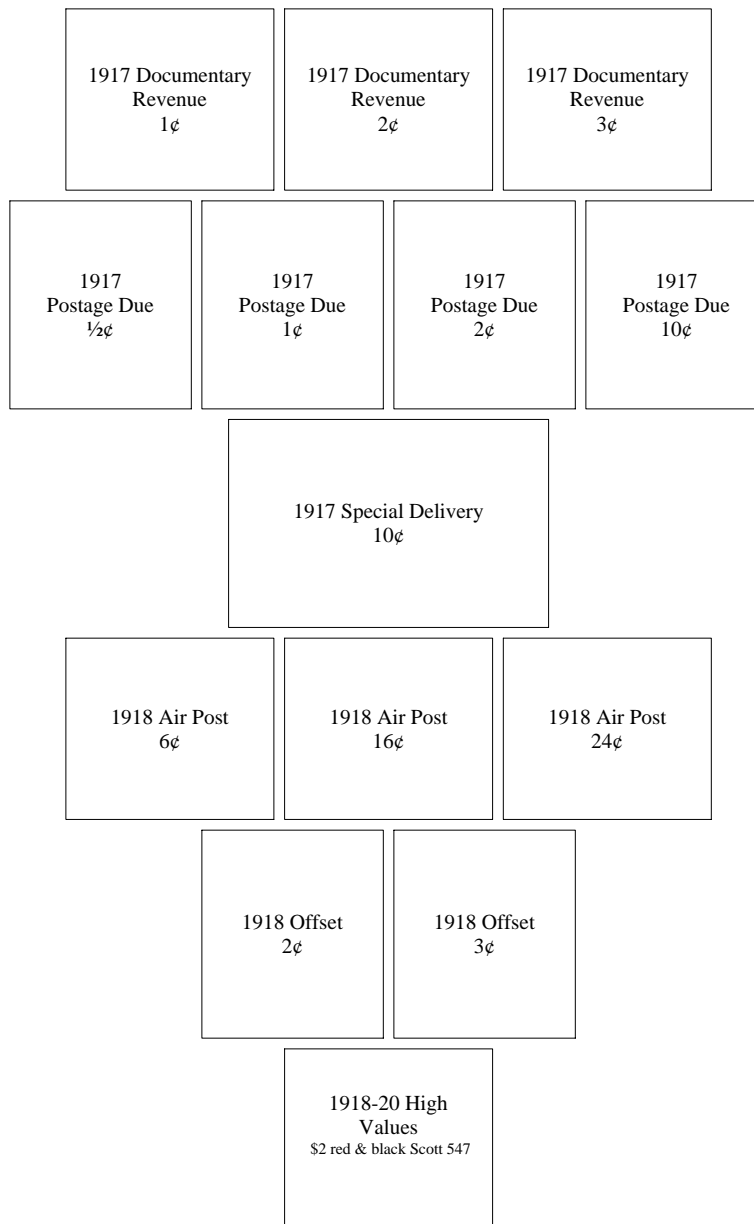 1917 Documentary
Revenue
1¢
1917 Documentary
Revenue
2¢
1917 Documentary
Revenue
3¢
1917
Postage Due
½¢
1917
Postage Due
1¢
1917
Postage Due
2¢
1917
Postage Due
10¢
1917 Special Delivery
10¢
1918 Air Post
6¢
1918 Air Post
16¢
1918 Air Post
24¢
1918 Offset
2¢
1918 Offset
3¢
1918-20 High
Values
$2 red & black Scott 547